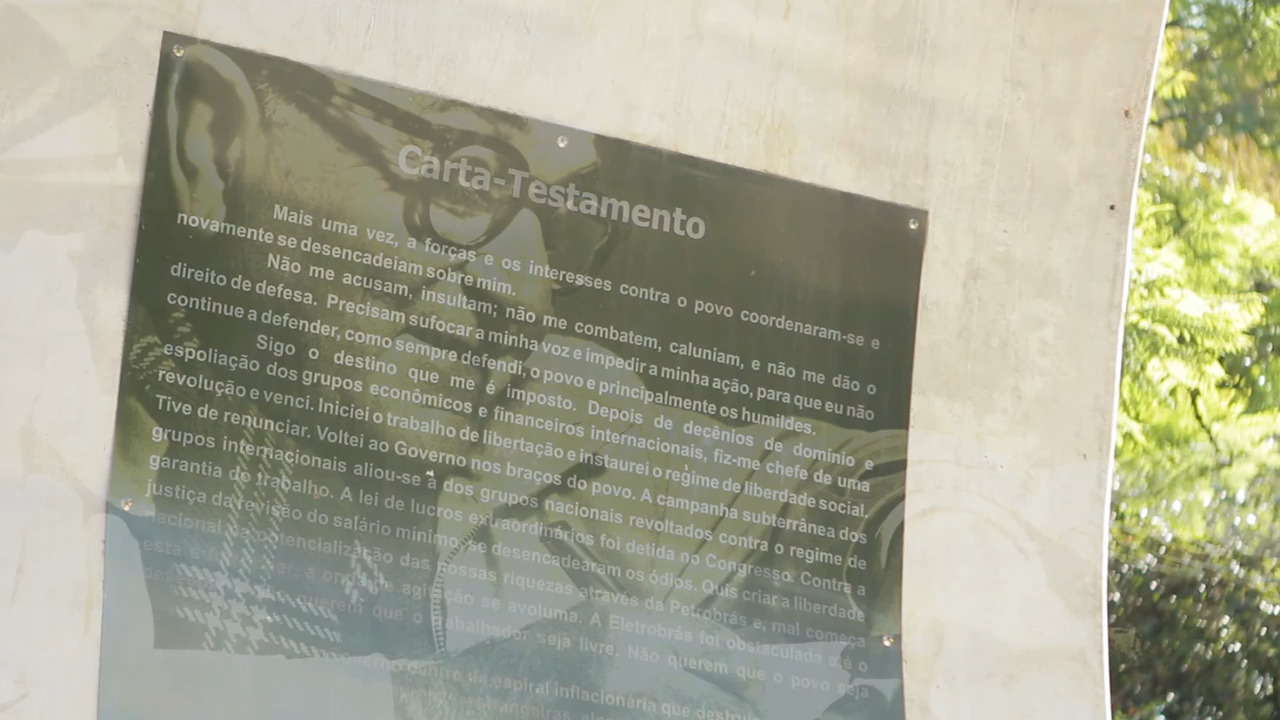 Carta-Testamento
Mais uma vez, a forças e os interesses contra o povo coordenaram-se e
novamente se desencadeiam sobre mim.
Não me acusam, insultam; não me combatem, caluniam, e não me dão o
direito de defesa. Precisam sufocar a minha voz e impedir a minha ação, para que eu não
continue a defender, como sempre defendi, o povo e principalmente os humildes.
Sigo o destino que me é imposto. Depois de decênios de domínio e
espoliação dos grupos econômicos e financeiros internacionais, fiz-me chefe de uma
revolução e venci. Iniciei o trabalho de libertação e instaurei o regime de liberdade social.
Tive de renunciar. Voltei ao Governo nos braços do povo. A campanha subterrânea dos
grupos internacionais aliou-se à dos grupos nacionais revoltados contra o regime de
garantia do trabalho. A lei de lucros extraordinários foi detida no Congresso. Contra a
justiça da revisão do salário mínimo, se desencadearam os ódios. Quis criar a liberdade
nacional na potencialização das nossas riquezas através da Petrobrás e, mal começa
esta a a onda de agitação se avoluma. A Eletrobrás foi obstaculada até o
querem que o trabalhador seja livre. Não querem que o povo seja
governo dentro da espiral inflacionária que